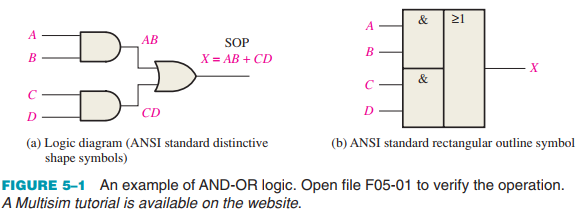 A
B
AB
SOP
X = AB + CD
C
D
CD
(a) Logic diagram (ANSI standard distinctive
shape symbols)
A
B
C
D
&
≥1
&
X
(b) ANSI standard rectangular outline symbol
FIGURE 5–1 An example of AND-OR logic. Open file F05-01 to verify the operation.
A Multisim tutorial is available on the website.